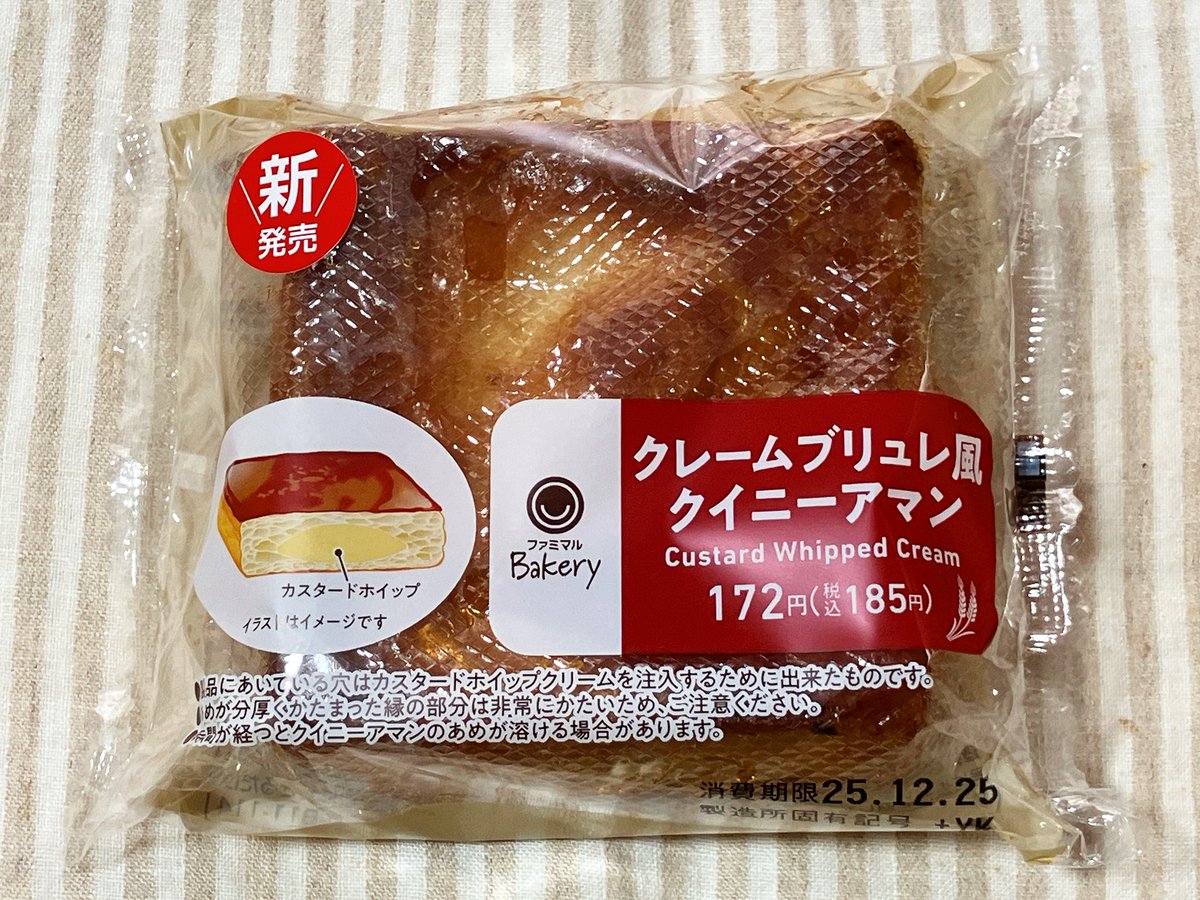 新
発売
クレームブリュレ風
クイニーアマン
Custard Whipped Cream
172円(税込185円)
ファミマル
Bakery
カスタードホイップ
イラストはイメージです
品にあいている穴はカスタードホイップクリームを注入するために出来たものです。
めが分厚くかたまった縁の部分は非常にかたいため、ご注意ください。
時間が経つとクイニーアマンのあめが溶ける場合があります。
消費期限25.12.25
製造所固有記号 +YK